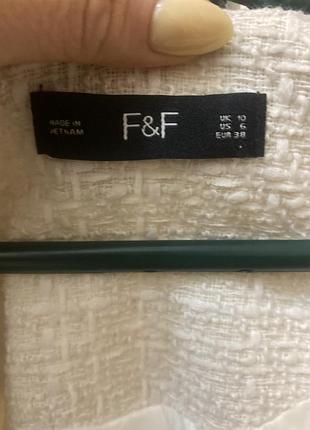 MADE IN
VIETNAM
F&F
UK 10
US 6
EUR 38